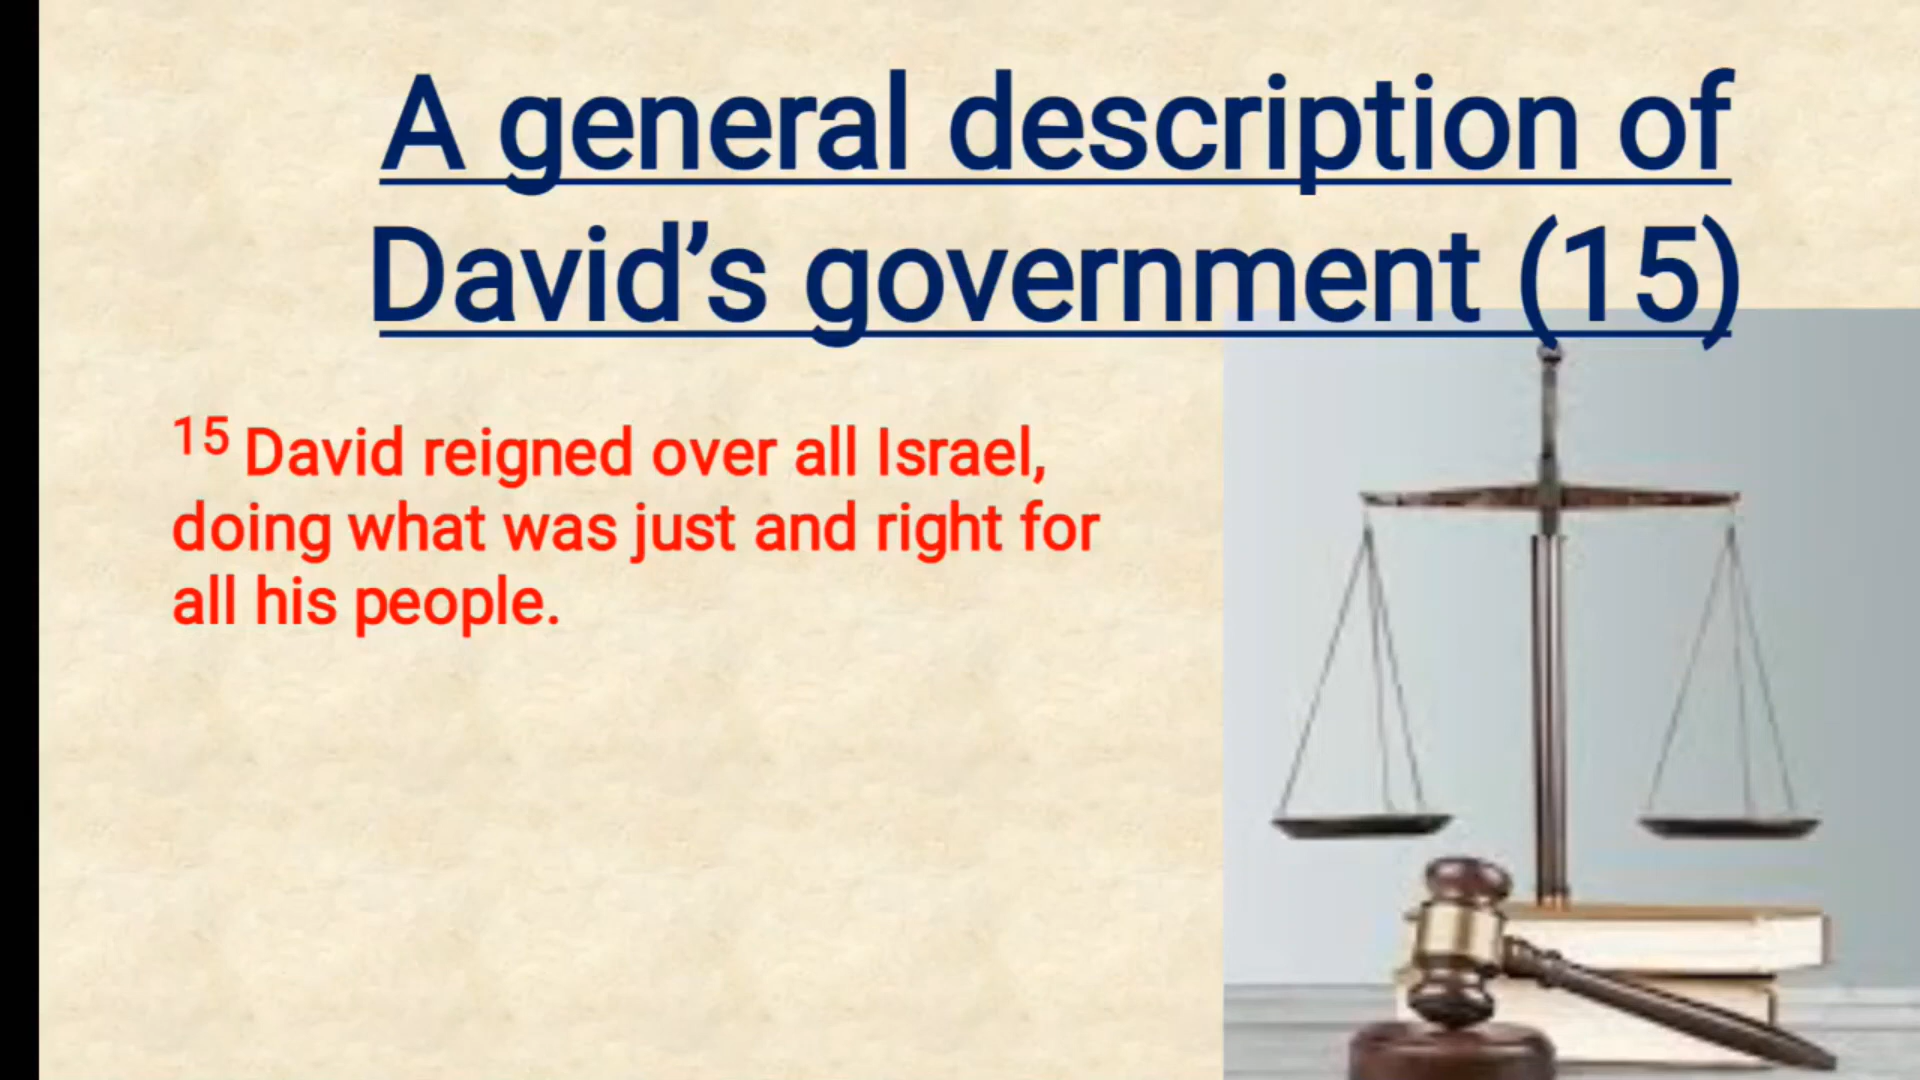 A general description of
David’s government (15)
15 David reigned over all Israel,
doing what was just and right for
all his people.